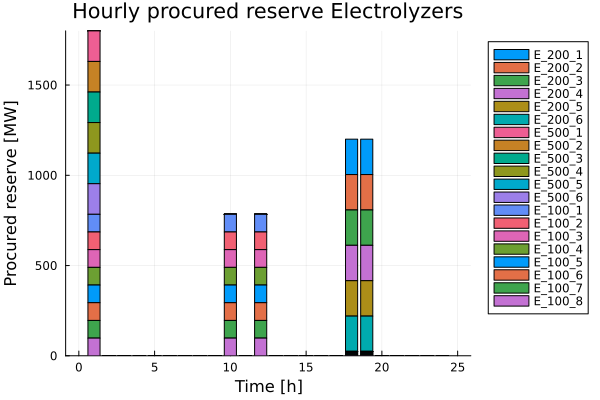 Hourly procured reserve Electrolyzers
Procured reserve [MW]
1500
1000
500
0
0 5 10 15 20 25
Time [h]
E_200_1
E_200_2
E_200_3
E_200_4
E_200_5
E_200_6
E_500_1
E_500_2
E_500_3
E_500_4
E_500_5
E_500_6
E_100_1
E_100_2
E_100_3
E_100_4
E_100_5
E_100_6
E_100_7
E_100_8